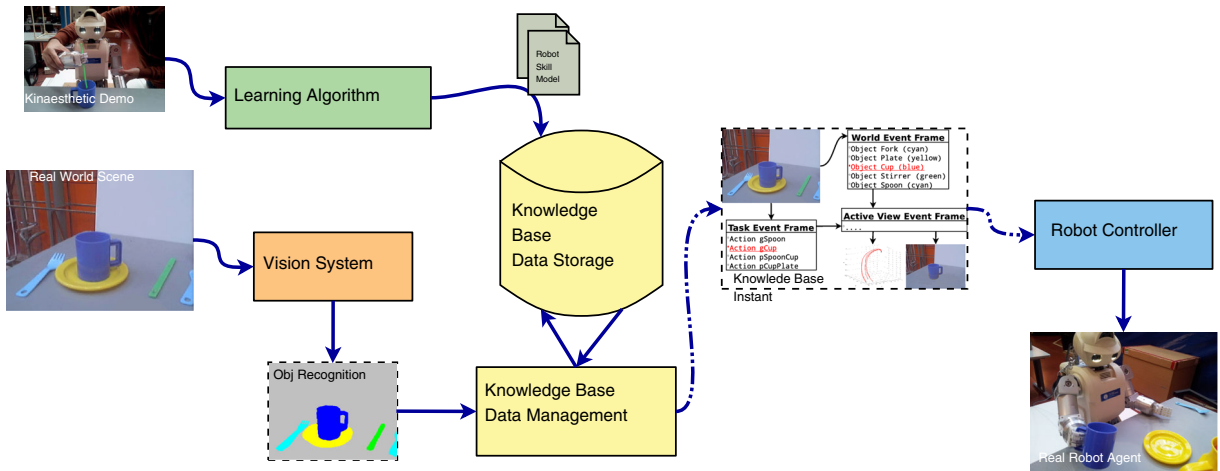 Kinaesthetic Demo
Learning Algorithm
Robot
Skill
Model
Real World Scene
Vision System
Obj Recognition
Knowledge
Base
Data Storage
Knowledge Base
Data Management
World Event Frame
Object Fork (cyan)
Object Plate (yellow)
Object Cup (blue)
Object Stirrer (green)
Object Spoon (cyan)
Task Event Frame
Action gSpoon
Action gCup
Action pSpoonCup
Action pCupPlate
Active View Event Frame
....
Knowlede Base
Instant
Robot Controller
Real Robot Agent